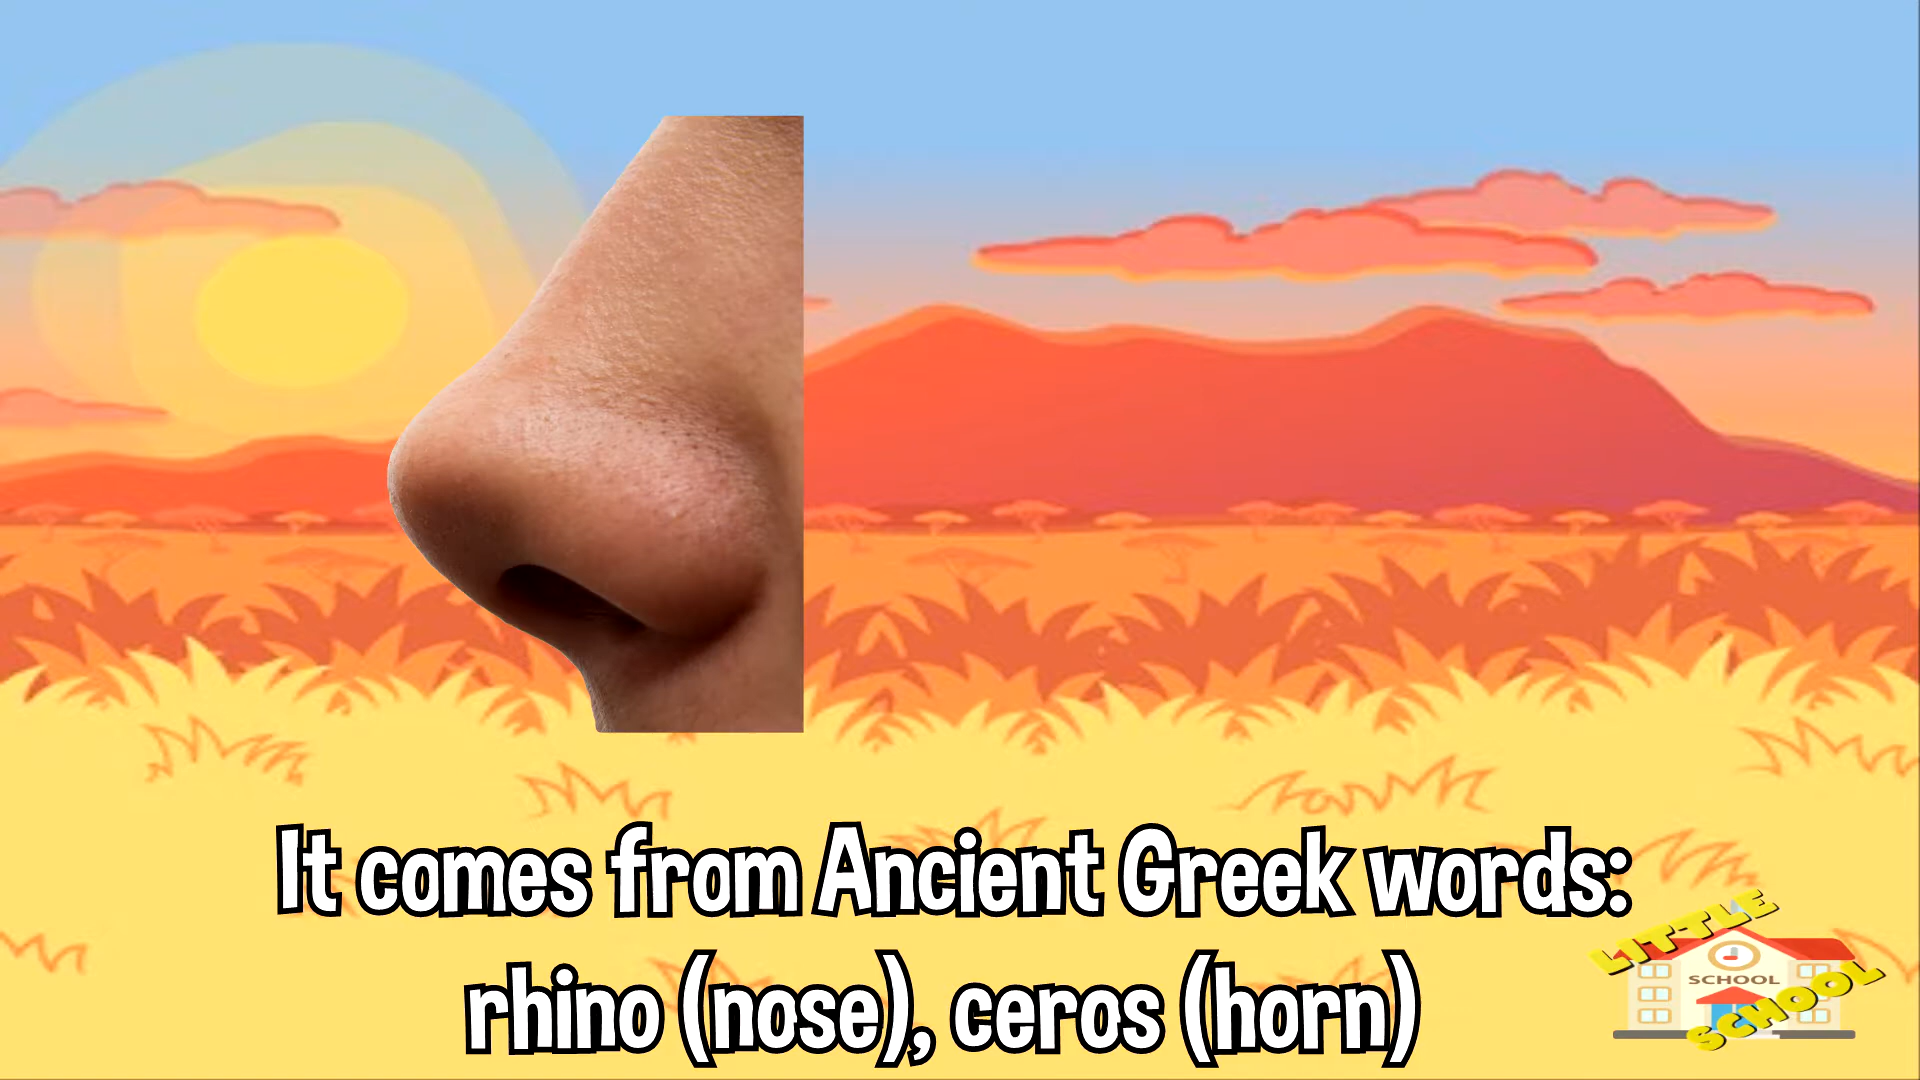 It comes from Ancient Greek words:
rhino (nose), ceros (horn)
LITTLE
SCHOOL
SCHOOL